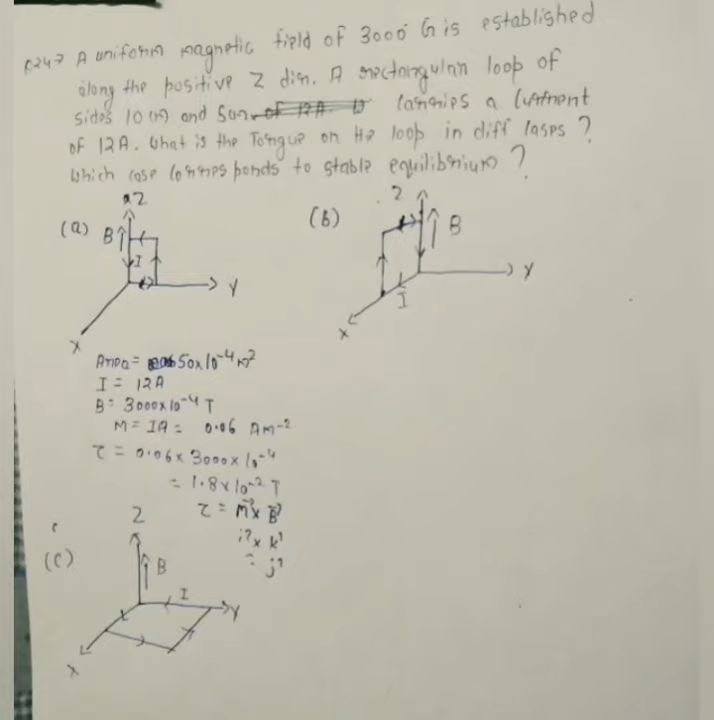 Q24→ A uniform magnetic field of 3000 G is established
along the positive Z dirn. A rectangular loop of
sides 10 cm and 5cm carries a current
of 12A. What is the Torque on the loop in diff cases ?
Which case corresponds to stable equilibrium ?
(a) Z B I Y X
(b) Z B Y I X
Area = 50×10⁻⁴ m²
I = 12A
B = 3000×10⁻⁴ T
M = IA = 0.06 Am⁻²
τ = 0.06 × 3000 × 10⁻⁴
= 1.8×10⁻² T
τ = M × B
i × k
= j
(c) Z B I Y X